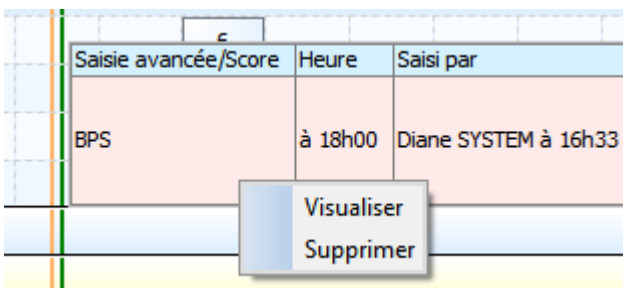 Saisie avancée/Score Heure Saisi par
BPS à 18h00 Diane SYSTEM à 16h33
Visualiser
Supprimer